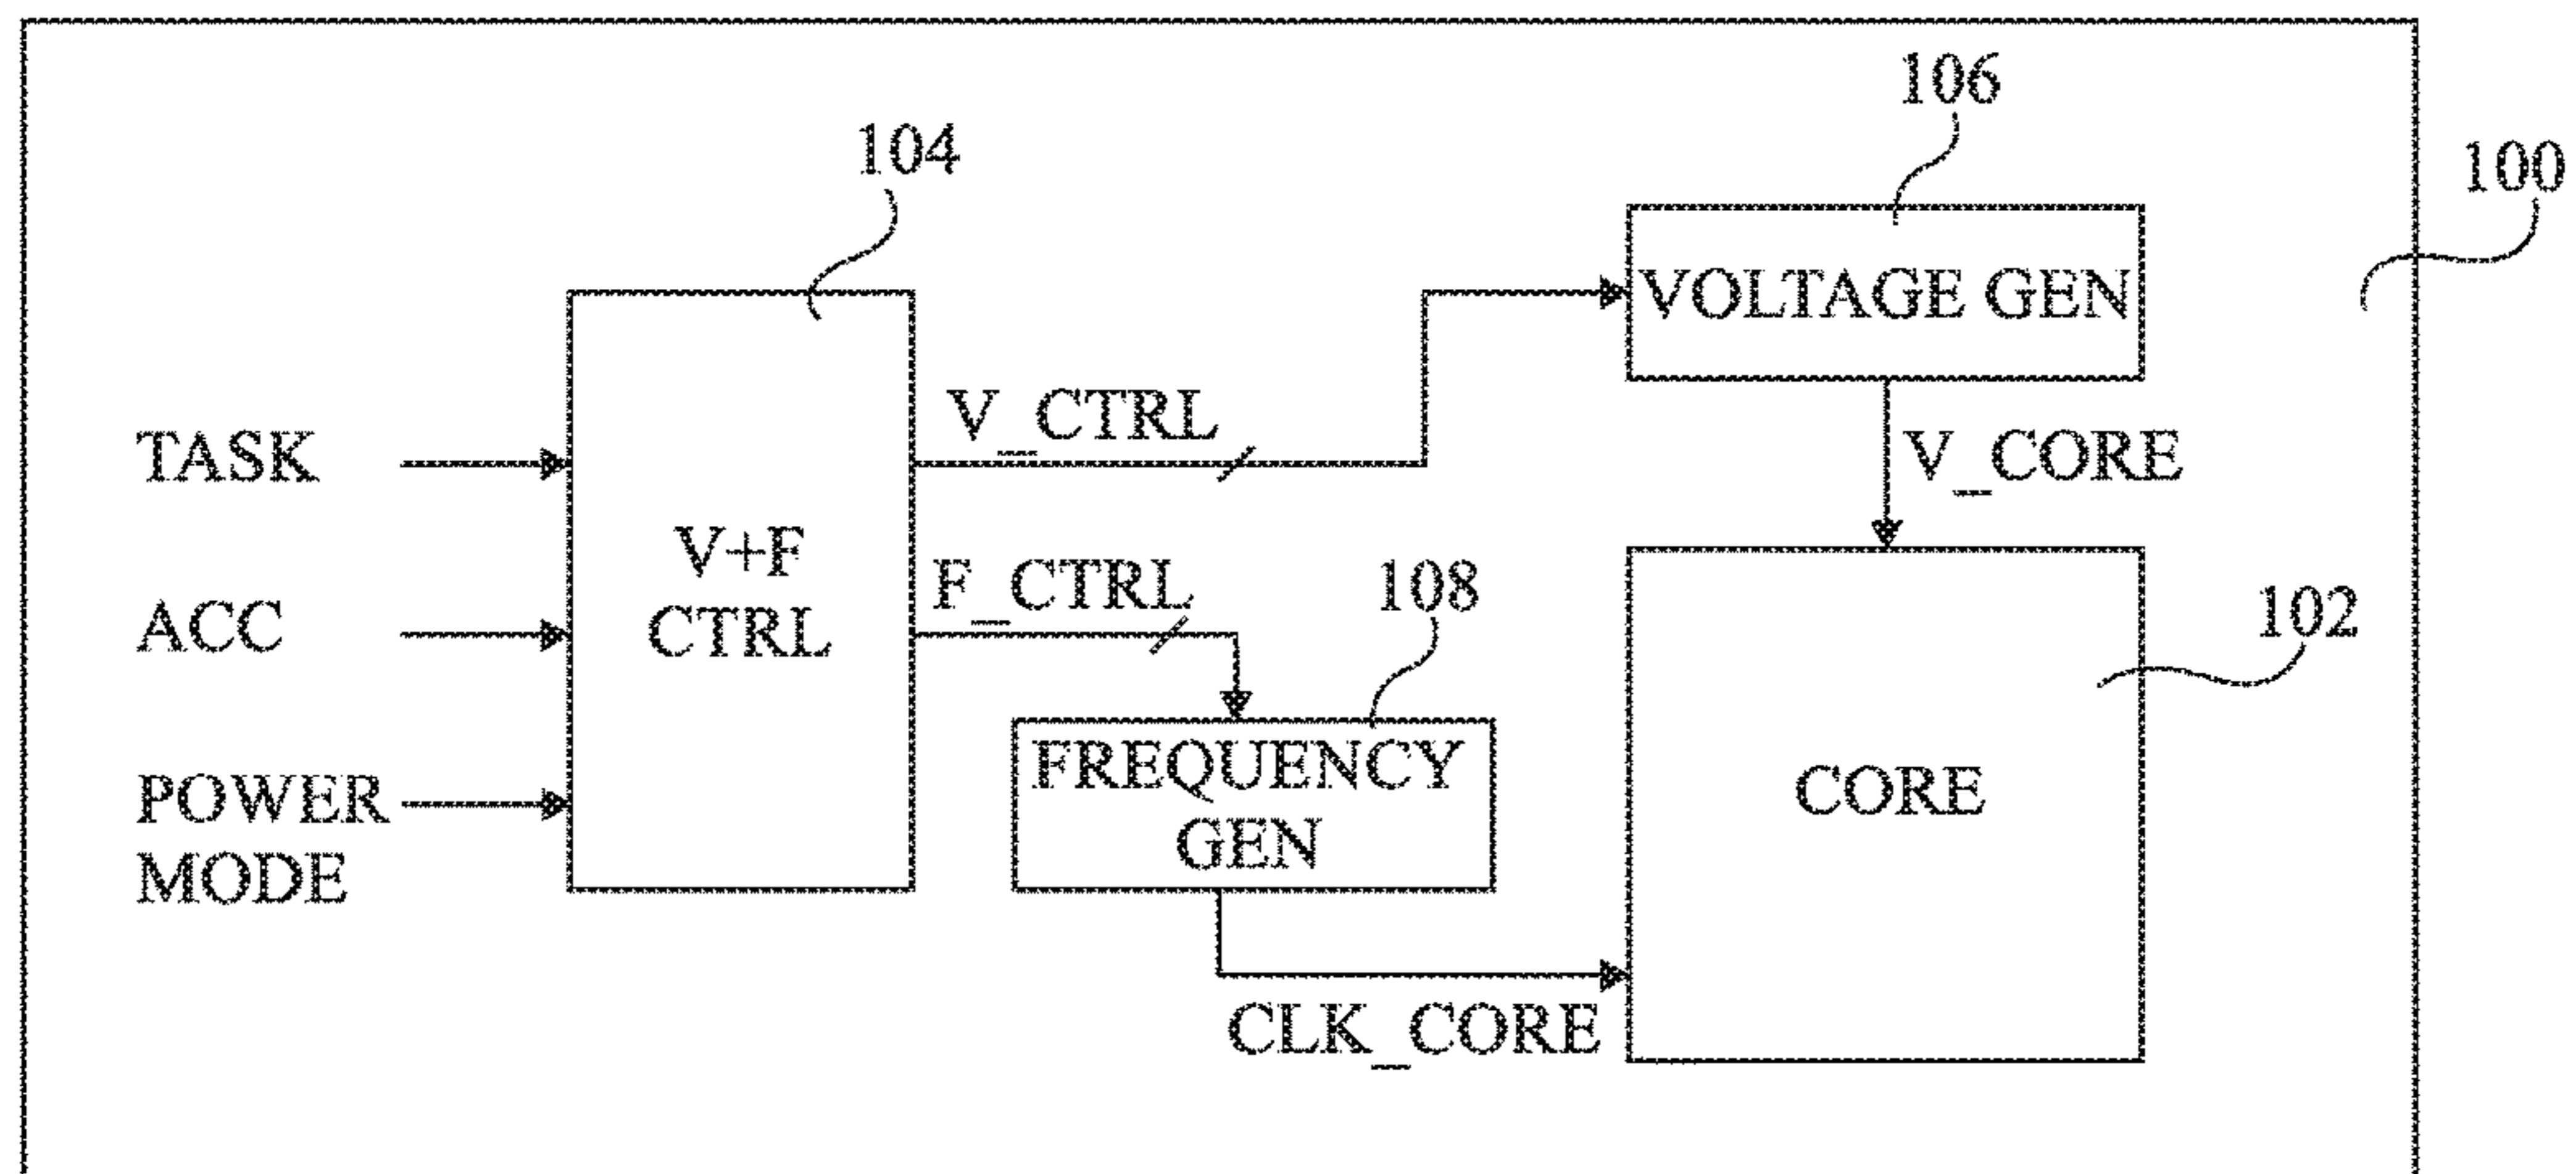 106
104
100
VOLTAGE GEN
V_CTRL
TASK
V_CORE
V+F
CTRL
F_CTRL
108
102
ACC
FREQUENCY
GEN
CORE
POWER
MODE
CLK_CORE